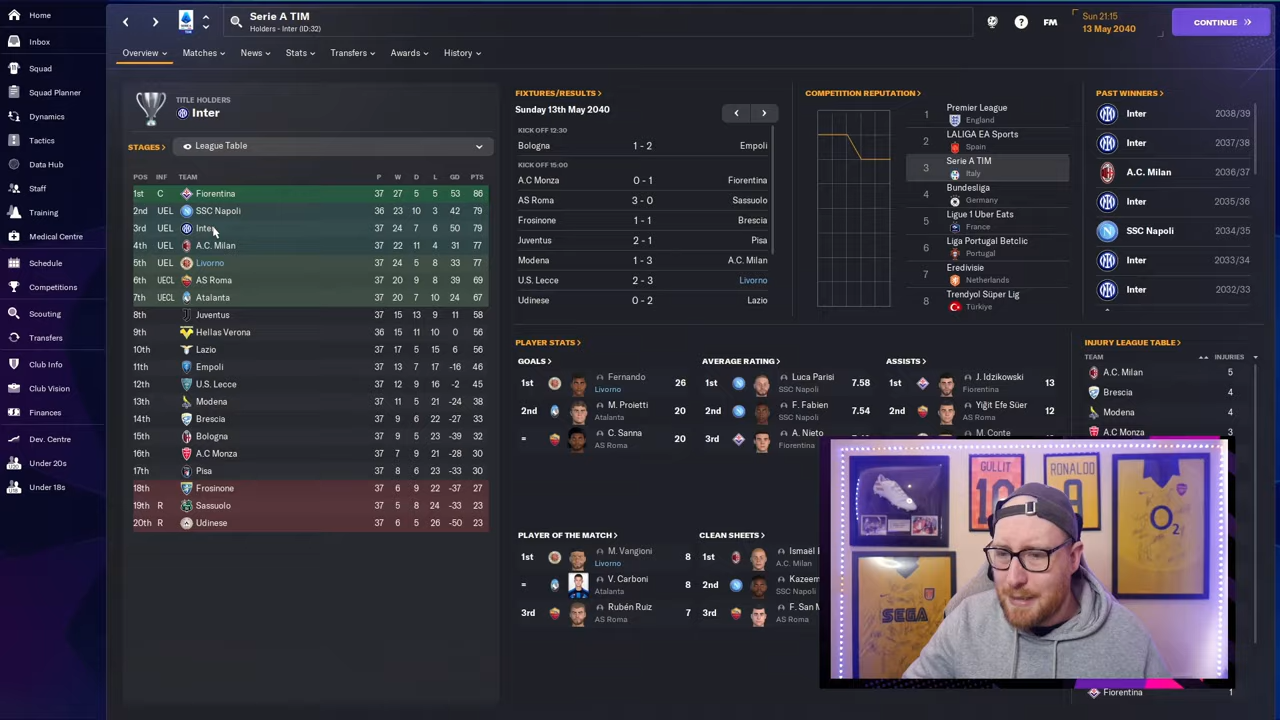 Home
Inbox
Squad
Squad Planner
Dynamics
Tactics
Data Hub
Staff
Training
Medical Centre
Schedule
Competitions
Scouting
Transfers
Club Info
Club Vision
Finances
Dev. Centre
Under 20s
Under 18s
Serie A TIM
Holders - Inter (ID:32)
FM
Sun 21:15
13 May 2040
CONTINUE
Overview
Matches
News
Stats
Transfers
Awards
History
TITLE HOLDERS
Inter
STAGES
League Table
POS INF TEAM P W D L GD PTS
1st C Fiorentina 37 27 5 5 53 86
2nd UEL SSC Napoli 36 23 10 3 42 79
3rd UEL Inter 37 24 7 6 50 79
4th UEL A.C. Milan 37 22 11 4 31 77
5th UEL Livorno 37 24 5 8 33 77
6th UECL AS Roma 37 20 9 8 39 69
7th UECL Atalanta 37 20 7 10 24 67
8th Juventus 37 15 13 9 11 58
9th Hellas Verona 36 15 11 10 0 56
10th Lazio 37 17 5 15 6 56
11th Empoli 37 13 7 17 -16 46
12th U.S. Lecce 37 12 9 16 -2 45
13th Modena 37 11 5 21 -24 38
14th Brescia 37 9 6 22 -27 33
15th Bologna 37 9 5 23 -39 32
16th A.C Monza 37 9 7 21 -28 30
17th Pisa 37 8 6 23 -33 30
18th Frosinone 37 6 9 22 -37 27
19th R Sassuolo 37 5 8 24 -33 23
20th R Udinese 37 6 5 26 -50 23
FIXTURES/RESULTS
Sunday 13th May 2040
KICK OFF 12:30
Bologna 1 - 2 Empoli
KICK OFF 15:00
A.C Monza 0 - 1 Fiorentina
AS Roma 3 - 0 Sassuolo
Frosinone 1 - 1 Brescia
Juventus 2 - 1 Pisa
Modena 1 - 3 A.C. Milan
U.S. Lecce 2 - 3 Livorno
Udinese 0 - 2 Lazio
COMPETITION REPUTATION
1 Premier League
England
2 LALIGA EA Sports
Spain
3 Serie A TIM
Italy
4 Bundesliga
Germany
5 Ligue 1 Uber Eats
France
6 Liga Portugal Betclic
Portugal
7 Eredivisie
Netherlands
8 Trendyol Süper Lig
Türkiye
PAST WINNERS
Inter 2038/39
Inter 2037/38
A.C. Milan 2036/37
Inter 2035/36
SSC Napoli 2034/35
Inter 2033/34
Inter 2032/33
PLAYER STATS
GOALS
1st Fernando 26
Livorno
2nd M. Proietti 20
Atalanta
= C. Sanna 20
AS Roma
AVERAGE RATING
1st Luca Parisi 7.58
SSC Napoli
2nd F. Fabien 7.54
SSC Napoli
3rd A. Nieto
Fiorentina
ASSISTS
1st J. Idzikowski 13
Fiorentina
2nd Yiğit Efe Süer 12
AS Roma
= M. Conte
PLAYER OF THE MATCH
1st M. Vangioni 8
Livorno
= V. Carboni 8
Atalanta
3rd Rubén Ruiz 7
AS Roma
CLEAN SHEETS
1st Ismaël
A.C. Milan
2nd Kazeem
SSC Napoli
3rd F. San M
AS Roma
INJURY LEAGUE TABLE
TEAM INJURIES
A.C. Milan 5
Brescia 4
Modena 4
A.C Monza 3
Fiorentina 1
GULLIT
10
RONALDO
9
O2
SEGA